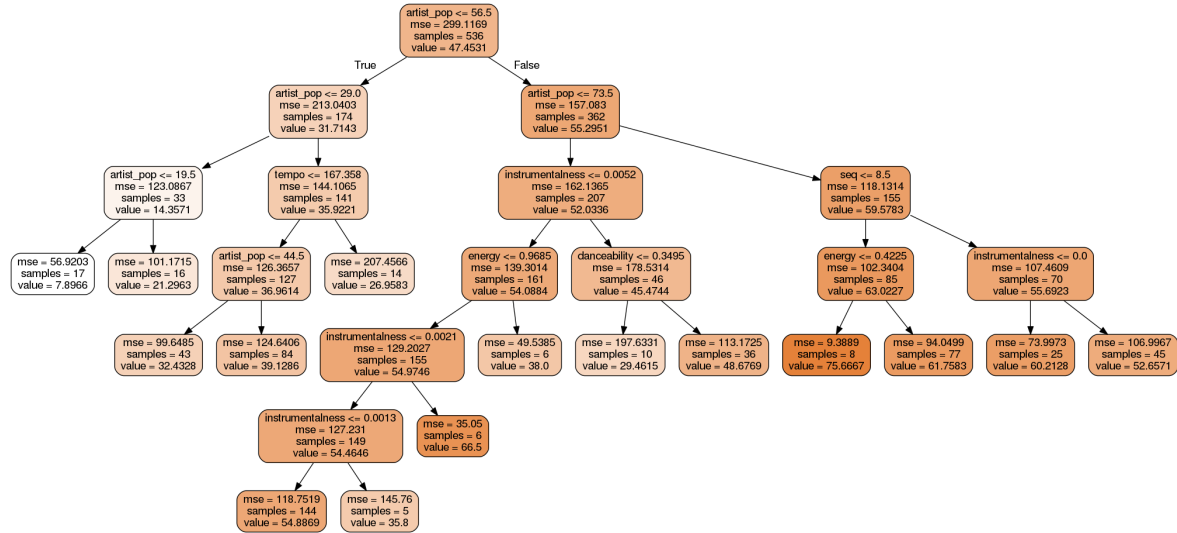 artist_pop <= 56.5
mse = 299.1169
samples = 536
value = 47.4531
True
False
artist_pop <= 29.0
mse = 213.0403
samples = 174
value = 31.7143
artist_pop <= 73.5
mse = 157.083
samples = 362
value = 55.2951
artist_pop <= 19.5
mse = 123.0867
samples = 33
value = 14.3571
tempo <= 167.358
mse = 144.1065
samples = 141
value = 35.9221
instrumentalness <= 0.0052
mse = 162.1365
samples = 207
value = 52.0336
seq <= 8.5
mse = 118.1314
samples = 155
value = 59.5783
mse = 56.9203
samples = 17
value = 7.8966
mse = 101.1715
samples = 16
value = 21.2963
artist_pop <= 44.5
mse = 126.3657
samples = 127
value = 36.9614
mse = 207.4566
samples = 14
value = 26.9583
energy <= 0.9685
mse = 139.3014
samples = 161
value = 54.0884
danceability <= 0.3495
mse = 178.5314
samples = 46
value = 45.4744
energy <= 0.4225
mse = 102.3404
samples = 85
value = 63.0227
instrumentalness <= 0.0
mse = 107.4609
samples = 70
value = 55.6923
mse = 99.6485
samples = 43
value = 32.4328
mse = 124.6406
samples = 84
value = 39.1286
instrumentalness <= 0.0021
mse = 129.2027
samples = 155
value = 54.9746
mse = 49.5385
samples = 6
value = 38.0
mse = 197.6331
samples = 10
value = 29.4615
mse = 113.1725
samples = 36
value = 48.6769
mse = 9.3889
samples = 8
value = 75.6667
mse = 94.0499
samples = 77
value = 61.7583
mse = 73.9973
samples = 25
value = 60.2128
mse = 106.9967
samples = 45
value = 52.6571
instrumentalness <= 0.0013
mse = 127.231
samples = 149
value = 54.4646
mse = 35.05
samples = 6
value = 66.5
mse = 118.7519
samples = 144
value = 54.8869
mse = 145.76
samples = 5
value = 35.8